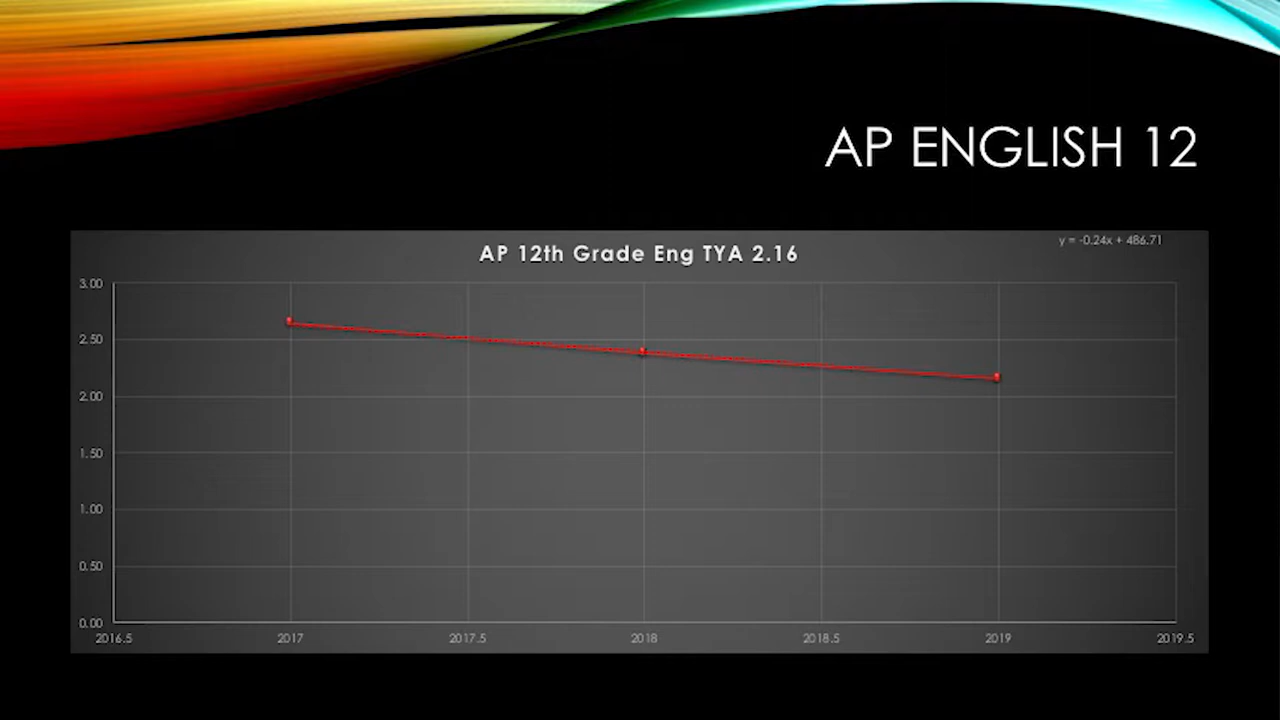 AP ENGLISH 12
AP 12th Grade Eng TYA 2.16
y = -0.24x + 486.71
3.00
2.50
2.00
1.50
1.00
0.50
0.00
2016.5 2017 2017.5 2018 2018.5 2019 2019.5